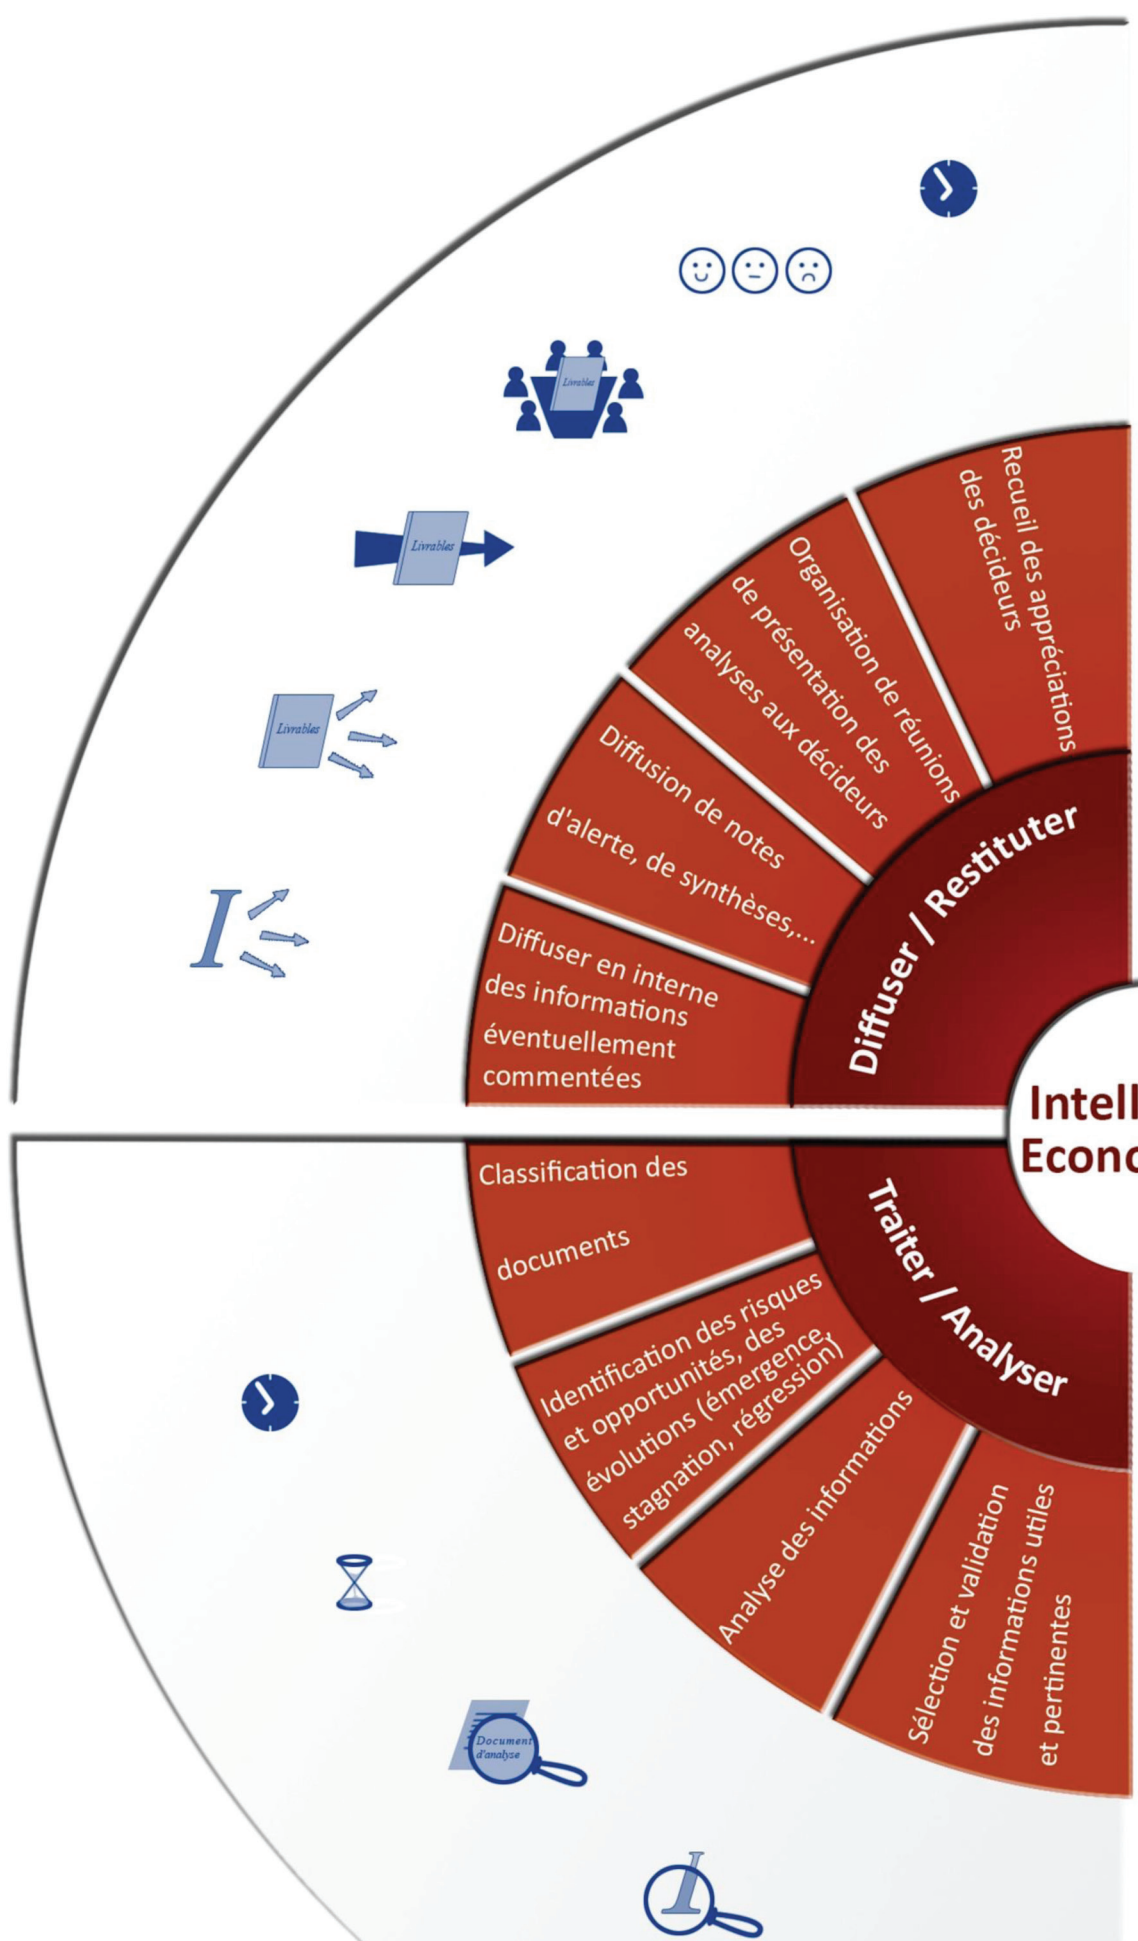 Livrables
Livrables
Livrables
I
Recueil des appréciations
des décideurs
Organisation de réunions
de présentation des
analyses aux décideurs
Diffusion de notes
d'alerte, de synthèses,...
Diffuser en interne
des informations
éventuellement
commentées
Diffuser / Restituter
Intell
Econo
Traiter / Analyser
Classification des
documents
Identification des risques
et opportunités, des
évolutions (émergence,
stagnation, régression)
Analyse des informations
Sélection et validation
des informations utiles
et pertinentes
Document
d'analyse
I